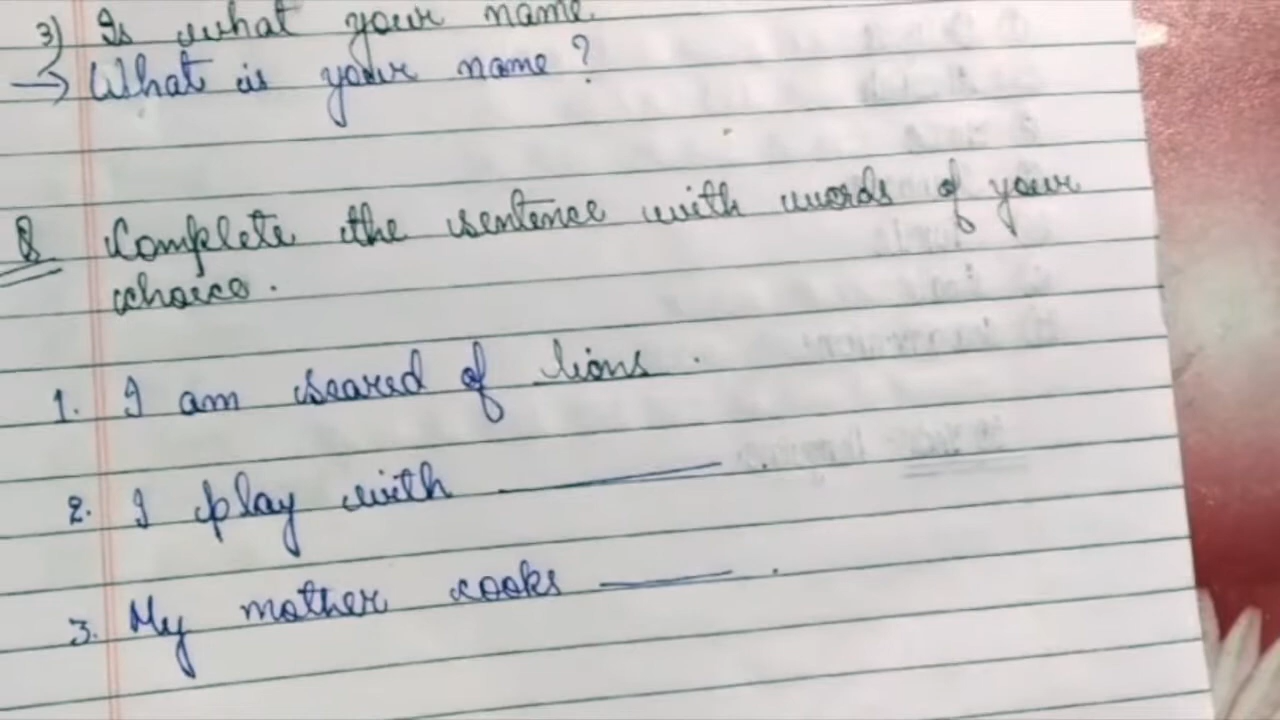 3) Is what your name
→ What is your name ?
Q Complete the sentence with words of your
choice.
1. I am scared of lions .
2. I play with ______ .
3. My mother cooks ______ .